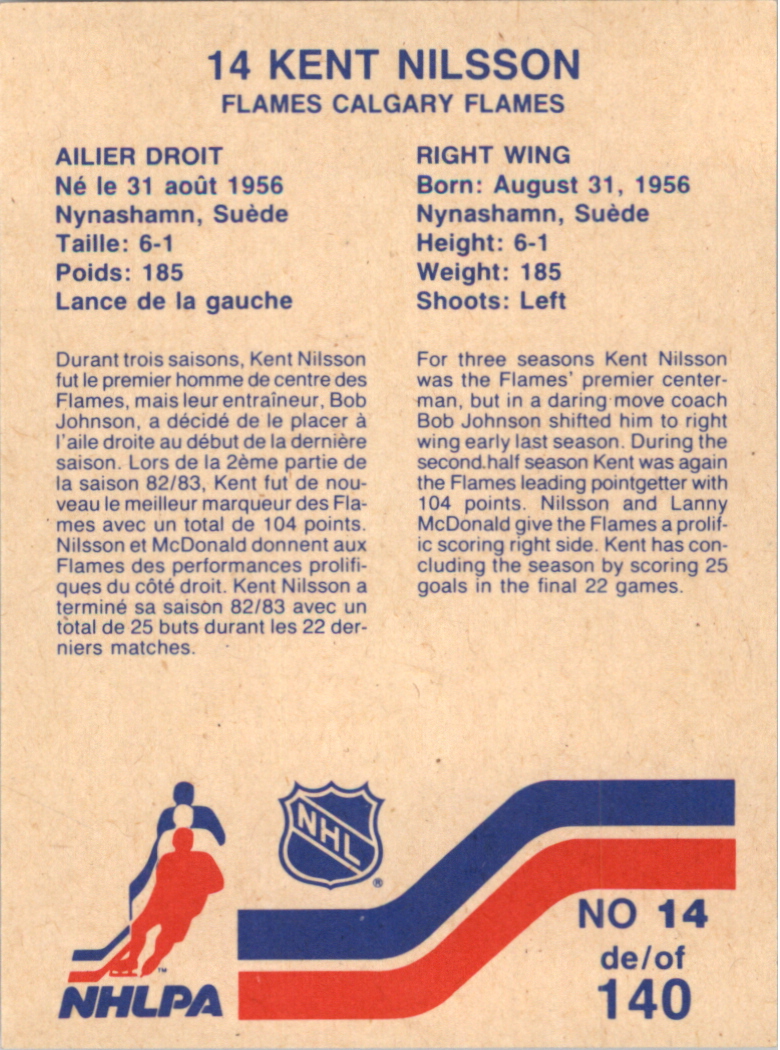 14 KENT NILSSON
FLAMES CALGARY FLAMES
AILIER DROIT
Né le 31 août 1956
Nynashamn, Suède
Taille: 6-1
Poids: 185
Lance de la gauche
Durant trois saisons, Kent Nilsson
fut le premier homme de centre des
Flames, mais leur entraîneur, Bob
Johnson, a décidé de le placer à
l'aile droite au début de la dernière
saison. Lors de la 2ème partie de
la saison 82/83, Kent fut de nou-
veau le meilleur marqueur des Fla-
mes avec un total de 104 points.
Nilsson et McDonald donnent aux
Flames des performances prolifi-
ques du côté droit. Kent Nilsson a
terminé sa saison 82/83 avec un
total de 25 buts durant les 22 der-
niers matches.
RIGHT WING
Born: August 31, 1956
Nynashamn, Suède
Height: 6-1
Weight: 185
Shoots: Left
For three seasons Kent Nilsson
was the Flames' premier center-
man, but in a daring move coach
Bob Johnson shifted him to right
wing early last season. During the
second.half season Kent was again
the Flames leading pointgetter with
104 points. Nilsson and Lanny
McDonald give the Flames a prolif-
ic scoring right side. Kent has con-
cluding the season by scoring 25
goals in the final 22 games.
NHL
®
TM
NHLPA
NO 14
de/of
140